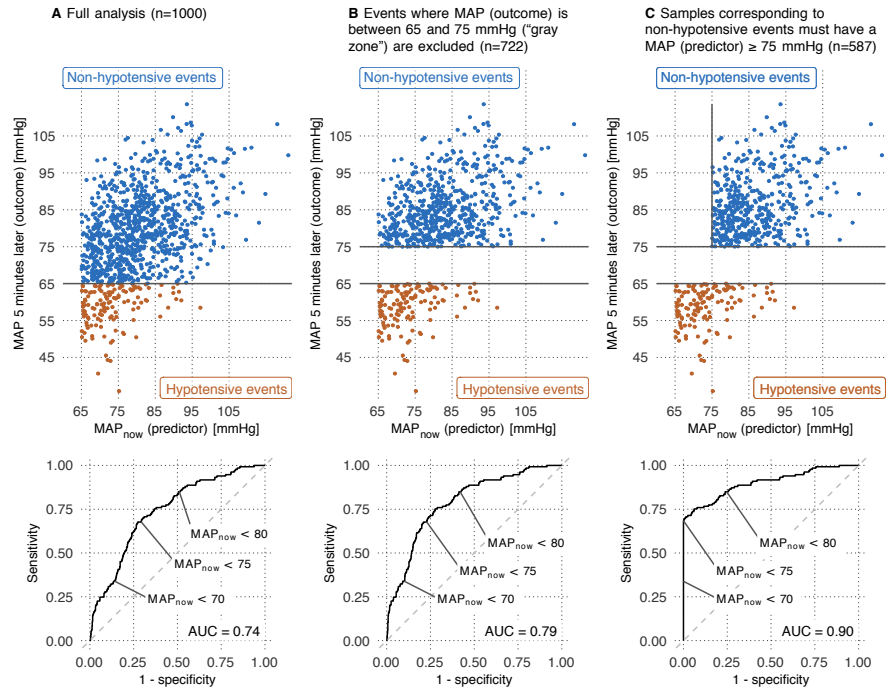 A Full analysis (n=1000)
Non-hypotensive events
MAP 5 minutes later (outcome) [mmHg]
105
95
85
75
65
55
45
Hypotensive events
65 75 85 95 105
MAPnow (predictor) [mmHg]
Sensitivity
1.00
0.75
0.50
0.25
0.00
MAPnow < 80
MAPnow < 75
MAPnow < 70
AUC = 0.74
0.00 0.25 0.50 0.75 1.00
1 - specificity
B Events where MAP (outcome) is
between 65 and 75 mmHg (“gray
zone”) are excluded (n=722)
Non-hypotensive events
MAP 5 minutes later (outcome) [mmHg]
105
95
85
75
65
55
45
Hypotensive events
65 75 85 95 105
MAPnow (predictor) [mmHg]
Sensitivity
1.00
0.75
0.50
0.25
0.00
MAPnow < 80
MAPnow < 75
MAPnow < 70
AUC = 0.79
0.00 0.25 0.50 0.75 1.00
1 - specificity
C Samples corresponding to
non-hypotensive events must have a
MAP (predictor) ≥ 75 mmHg (n=587)
Non-hypotensive events
MAP 5 minutes later (outcome) [mmHg]
105
95
85
75
65
55
45
Hypotensive events
65 75 85 95 105
MAPnow (predictor) [mmHg]
Sensitivity
1.00
0.75
0.50
0.25
0.00
MAPnow < 80
MAPnow < 75
MAPnow < 70
AUC = 0.90
0.00 0.25 0.50 0.75 1.00
1 - specificity